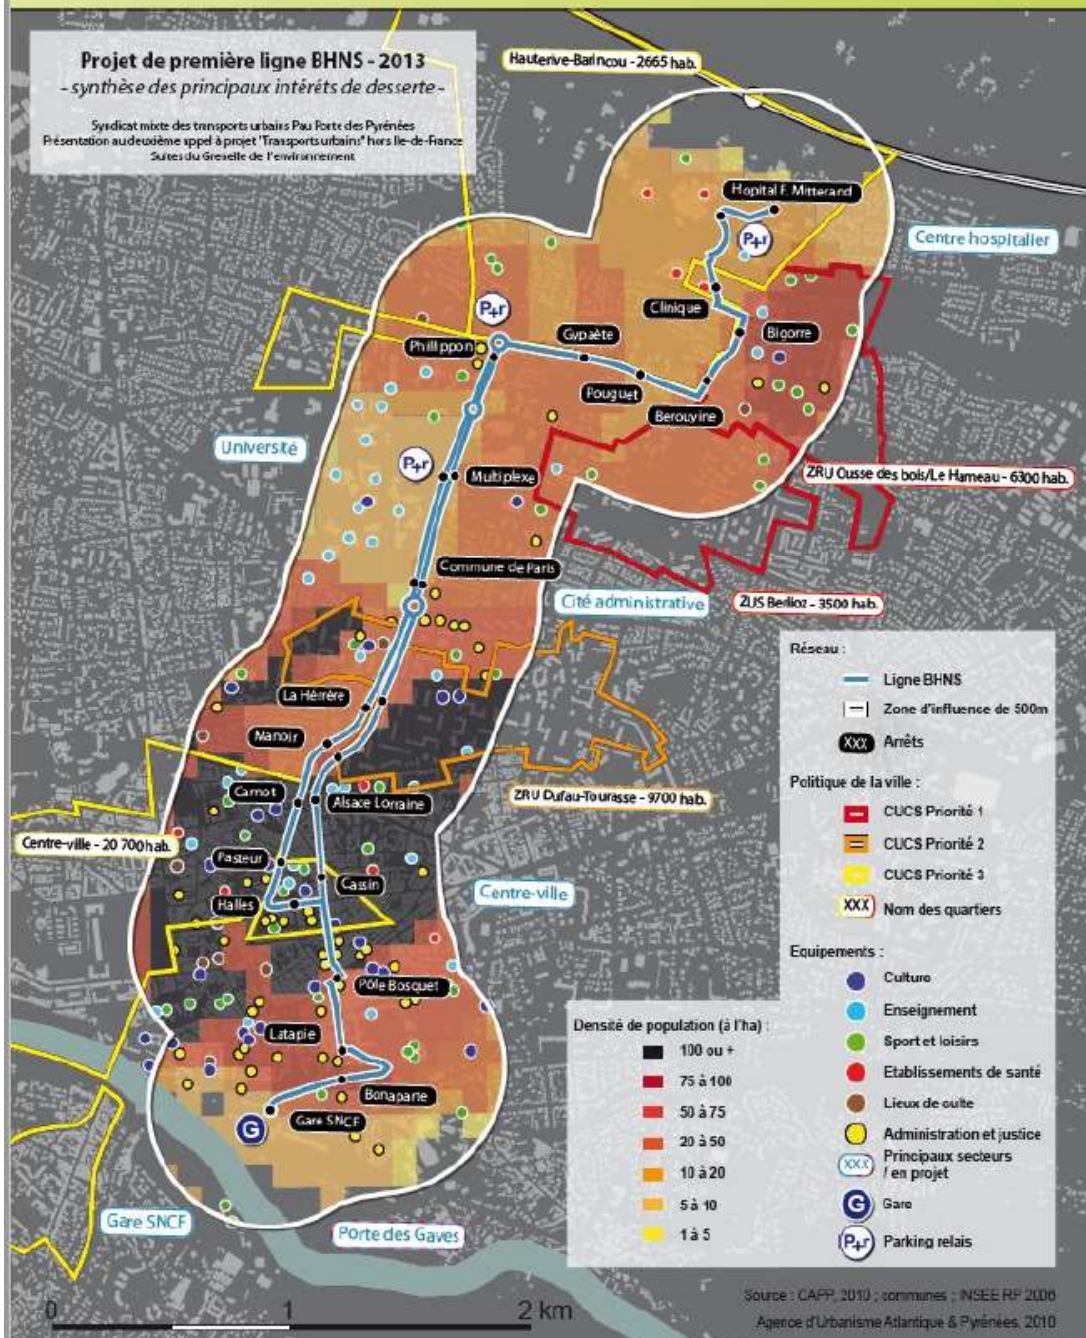 Projet de première ligne BHNS - 2013
- synthèse des principaux intérêts de desserte -
Syndicat mixte des transports urbains Pau Porte des Pyrénées
Présentation au deuxième appel à projet "Transports urbains" hors Ile-de-France
Suites du Grenelle de l'environnement
Hauterive-Barincou - 2665 hab.
Hopital F. Mitterand
P+r
Centre hospitalier
Clinique
P+r
Bigorre
Phillippon
Gypaète
Pouguet
Berouyine
Université
P+r
Multiplexe
ZRU Ousse des bois/Le Hameau - 6300 hab.
Commune de Paris
Cité administrative
ZUS Berlioz - 3500 hab.
La Hérrère
Manoir
Carnot
Alsace Lorraine
ZRU Dufau-Tourasse - 9700 hab.
Centre-ville - 20 700 hab.
Pasteur
Cassin
Centre-ville
Halles
Pôle Bosquet
Latapie
Bonaparte
Gare SNCF
G
Gare SNCF
Porte des Gaves
Réseau :
Ligne BHNS
Zone d'influence de 500m
XXX Arrêts
Politique de la ville :
CUCS Priorité 1
CUCS Priorité 2
CUCS Priorité 3
XXX Nom des quartiers
Equipements :
Culture
Enseignement
Sport et loisirs
Etablissements de santé
Lieux de culte
Administration et justice
XXX Principaux secteurs
/ en projet
G Gare
P+r Parking relais
Densité de population (à l'ha) :
100 ou +
75 à 100
50 à 75
20 à 50
10 à 20
5 à 10
1 à 5
0 1 2 km
Source : CAPP, 2010 ; communes ; INSEE RP 2006
Agence d'Urbanisme Atlantique & Pyrénées, 2010